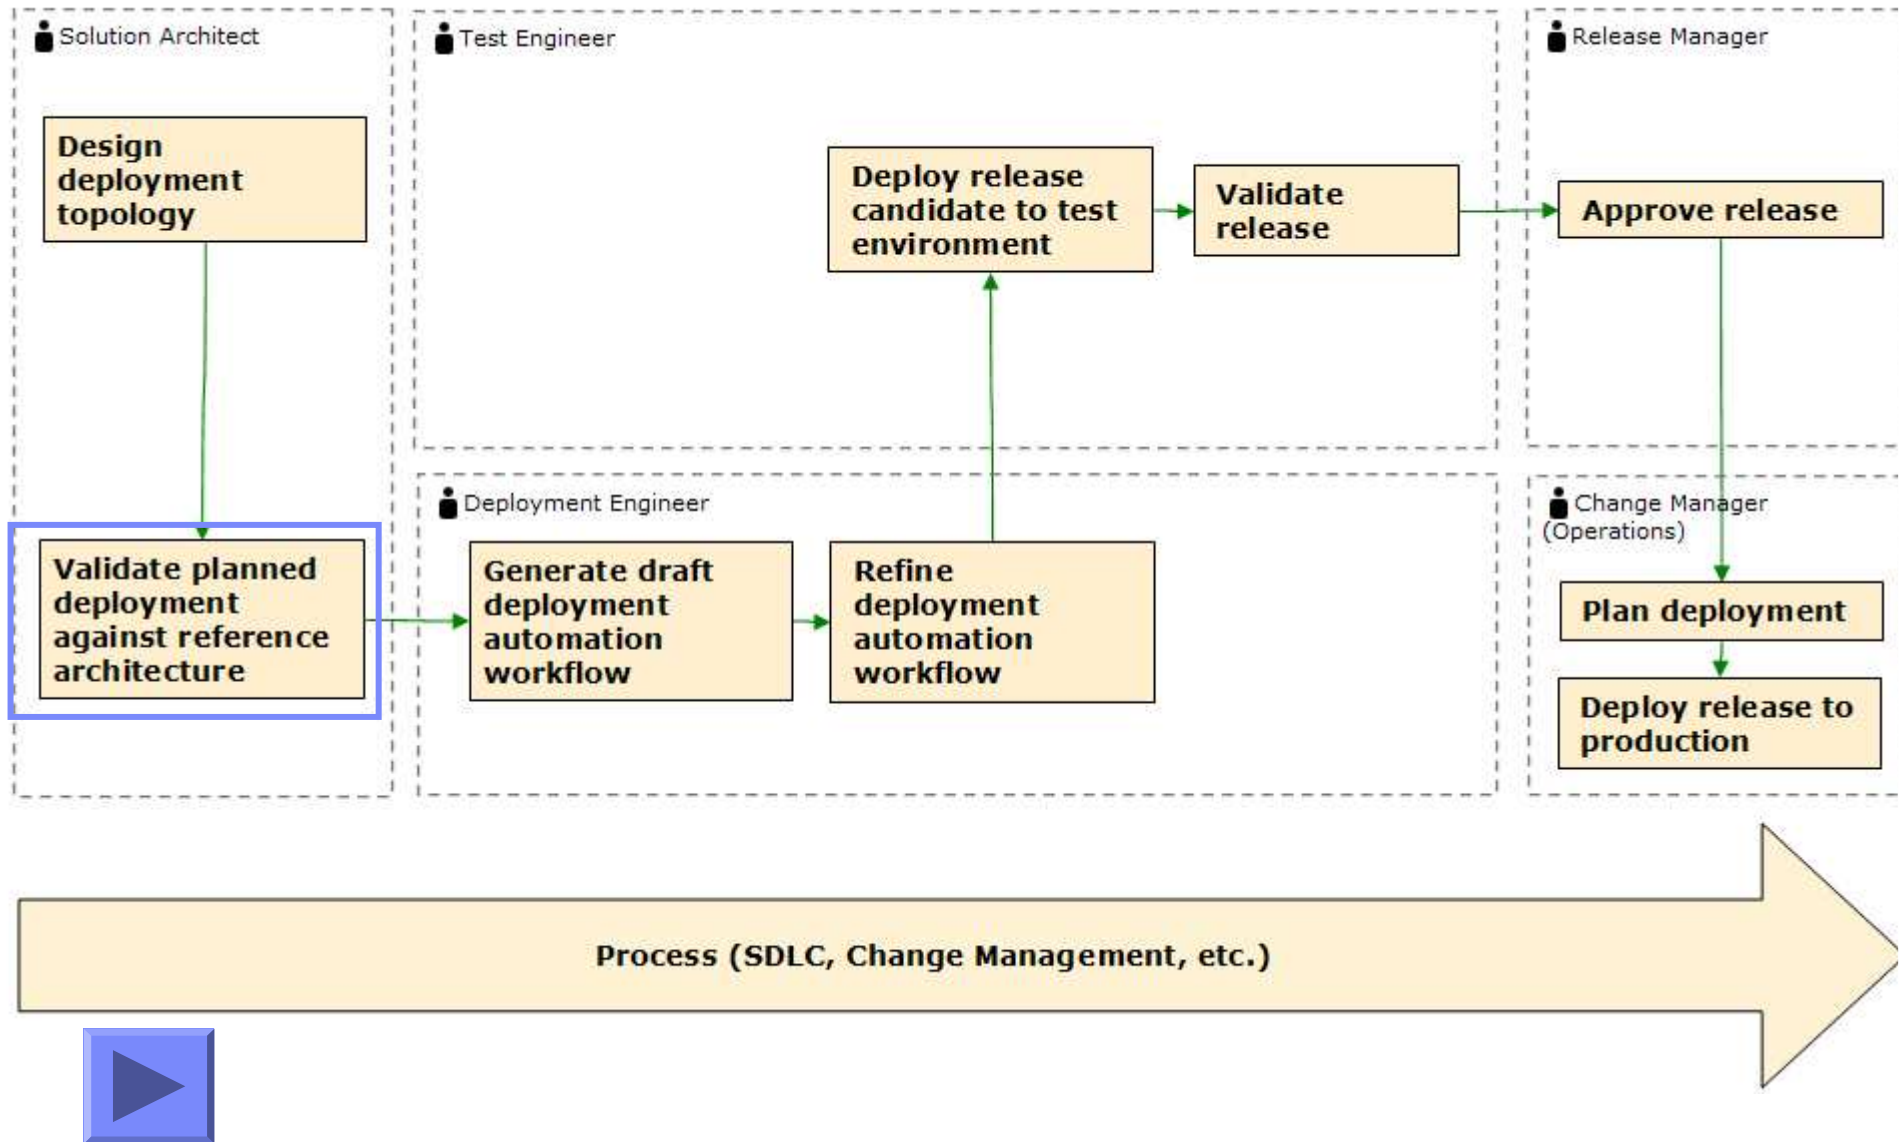 Solution Architect
Design
deployment
topology
Validate planned
deployment
against reference
architecture
Test Engineer
Deploy release
candidate to test
environment
Validate
release
Deployment Engineer
Generate draft
deployment
automation
workflow
Refine
deployment
automation
workflow
Release Manager
Approve release
Change Manager
(Operations)
Plan deployment
Deploy release to
production
Process (SDLC, Change Management, etc.)